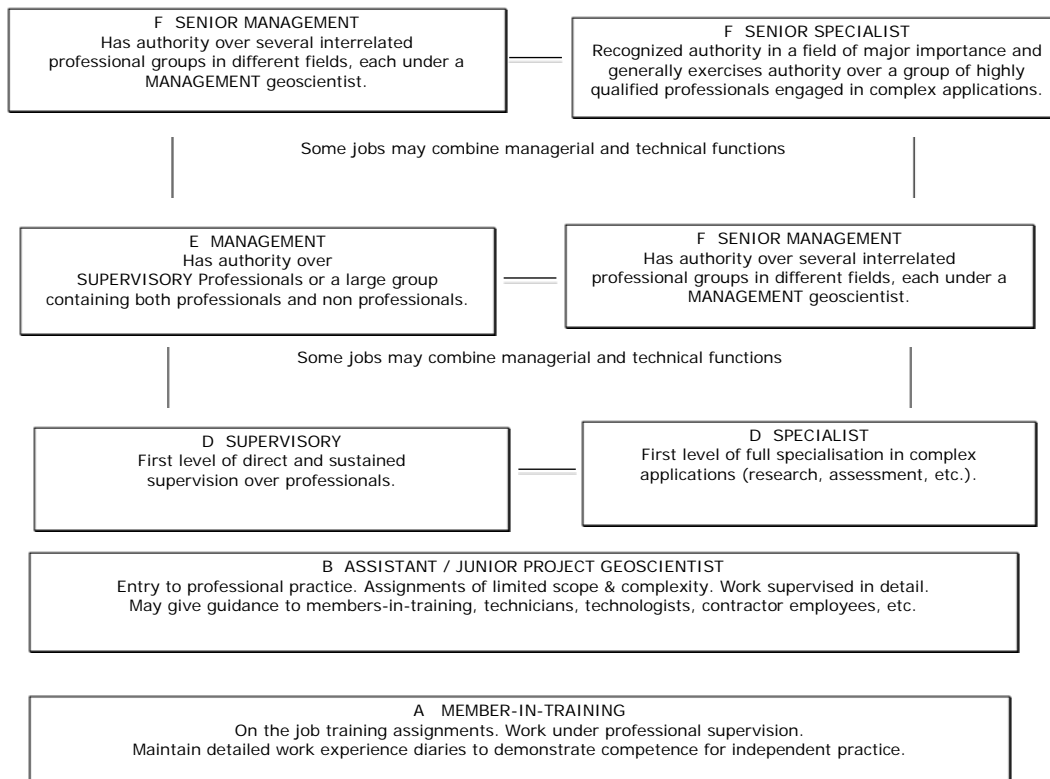 F SENIOR MANAGEMENT
Has authority over several interrelated
professional groups in different fields, each under a
MANAGEMENT geoscientist.
F SENIOR SPECIALIST
Recognized authority in a field of major importance and
generally exercises authority over a group of highly
qualified professionals engaged in complex applications.
Some jobs may combine managerial and technical functions
E MANAGEMENT
Has authority over
SUPERVISORY Professionals or a large group
containing both professionals and non professionals.
F SENIOR MANAGEMENT
Has authority over several interrelated
professional groups in different fields, each under a
MANAGEMENT geoscientist.
Some jobs may combine managerial and technical functions
D SUPERVISORY
First level of direct and sustained
supervision over professionals.
D SPECIALIST
First level of full specialisation in complex
applications (research, assessment, etc.).
B ASSISTANT / JUNIOR PROJECT GEOSCIENTIST
Entry to professional practice. Assignments of limited scope & complexity. Work supervised in detail.
May give guidance to members-in-training, technicians, technologists, contractor employees, etc.
A MEMBER-IN-TRAINING
On the job training assignments. Work under professional supervision.
Maintain detailed work experience diaries to demonstrate competence for independent practice.